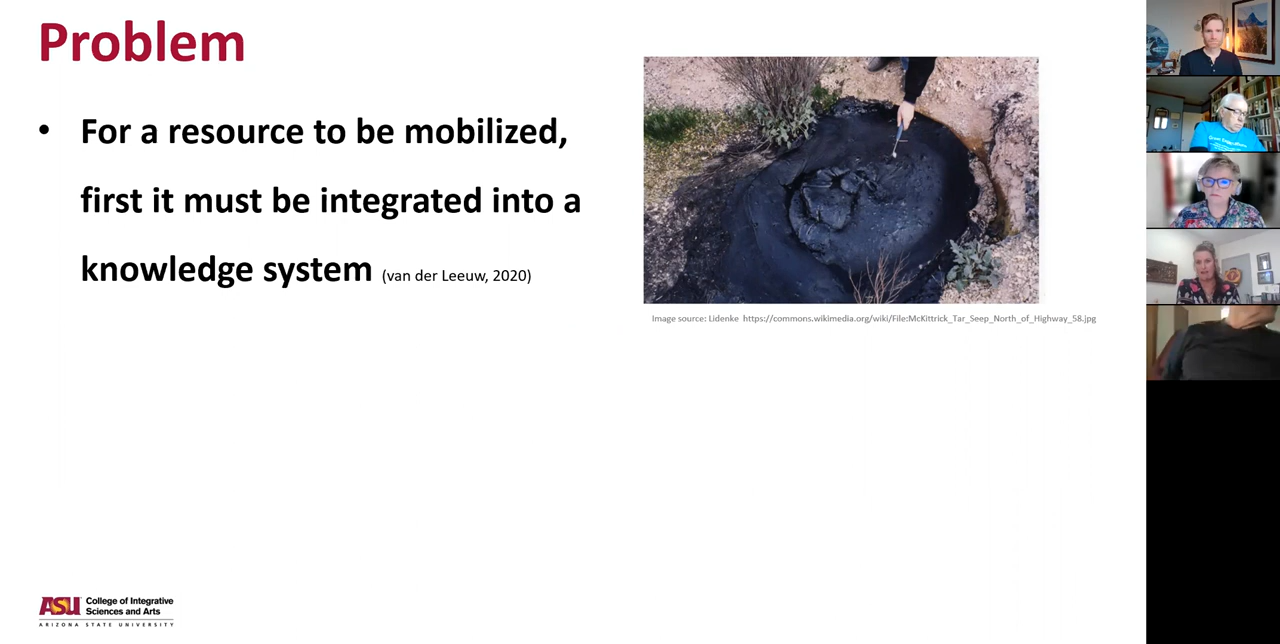 Problem
• For a resource to be mobilized,
first it must be integrated into a
knowledge system (van der Leeuw, 2020)
Image source: Lidenke https://commons.wikimedia.org/wiki/File:McKittrick_Tar_Seep_North_of_Highway_58.jpg
ASU College of Integrative
Sciences and Arts
ARIZONA STATE UNIVERSITY